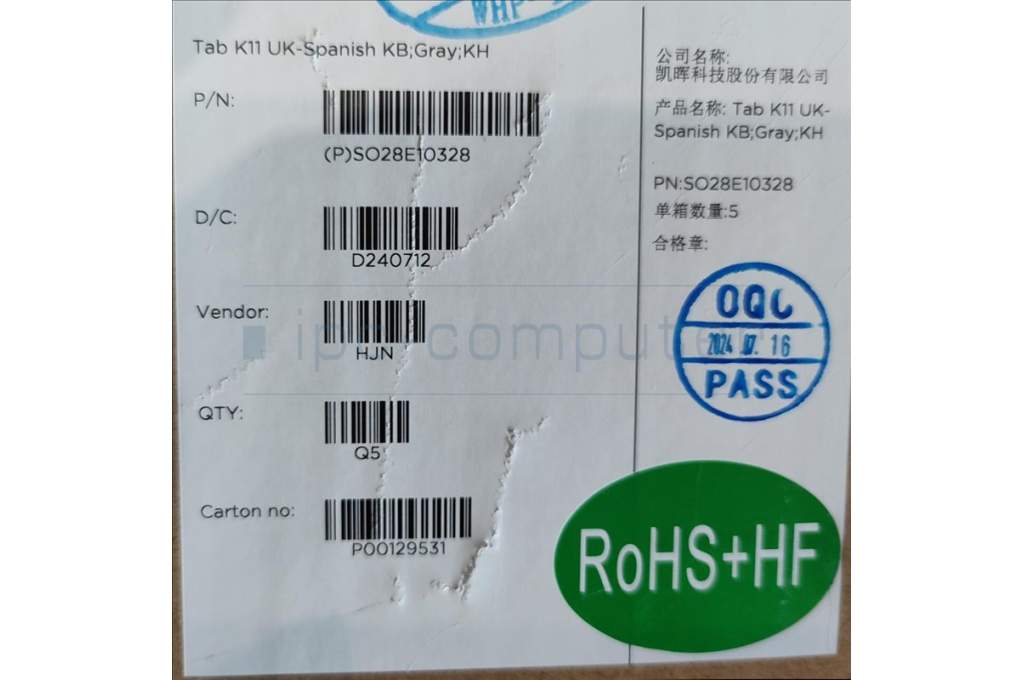 Tab K11 UK-Spanish KB;Gray;KH
P/N:
(P)SO28E10328
D/C:
D240712
Vendor:
HJN
QTY:
Q5
Carton no:
P00129531
公司名称:
凯晖科技股份有限公司
产品名称: Tab K11 UK-
Spanish KB;Gray;KH
PN:SO28E10328
单箱数量:5
合格章:
OQC
2024.07.16
PASS
RoHS+HF
ipc computer